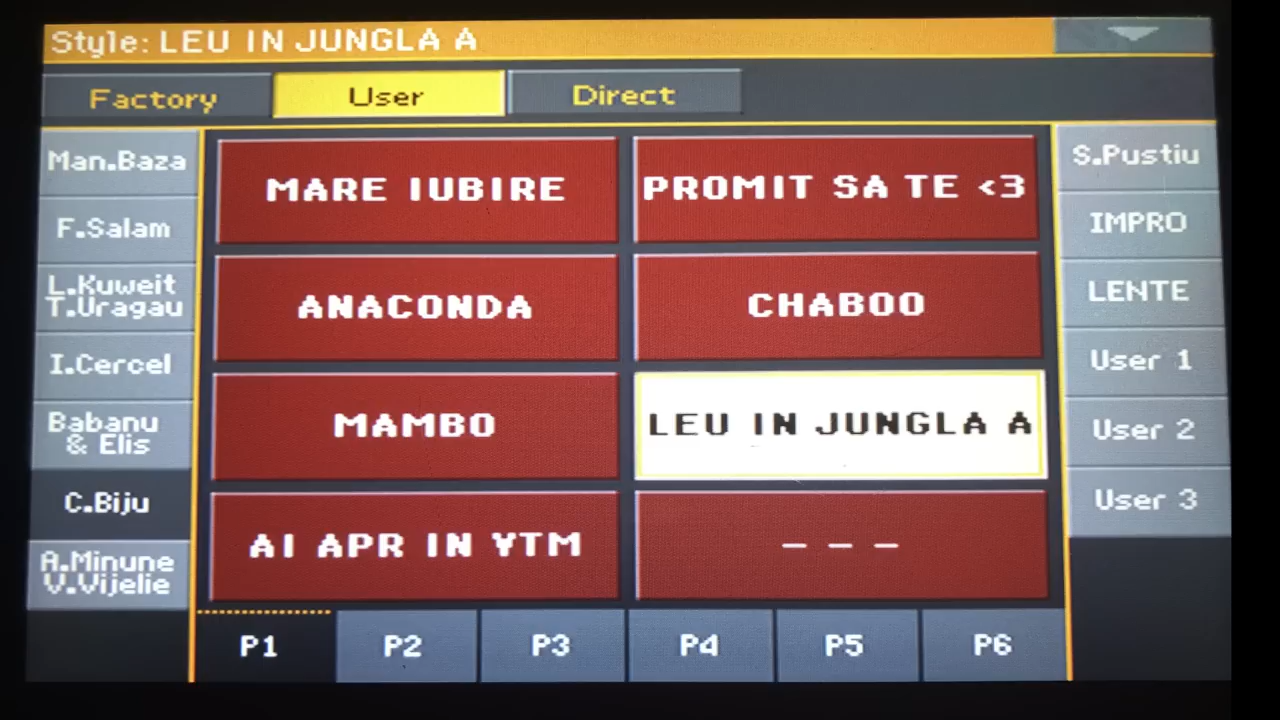 Style: LEU IN JUNGLA A
Factory
User
Direct
Man.Baza
F.Salam
L.Kuweit
T.Uragau
I.Cercel
Babanu
& Elis
C.Biju
A.Minune
V.Vijelie
MARE IUBIRE
PROMIT SA TE <3
ANACONDA
CHABOO
MAMBO
LEU IN JUNGLA A
AI APR IN VTM
- - -
S.Pustiu
IMPRO
LENTE
User 1
User 2
User 3
P1
P2
P3
P4
P5
P6